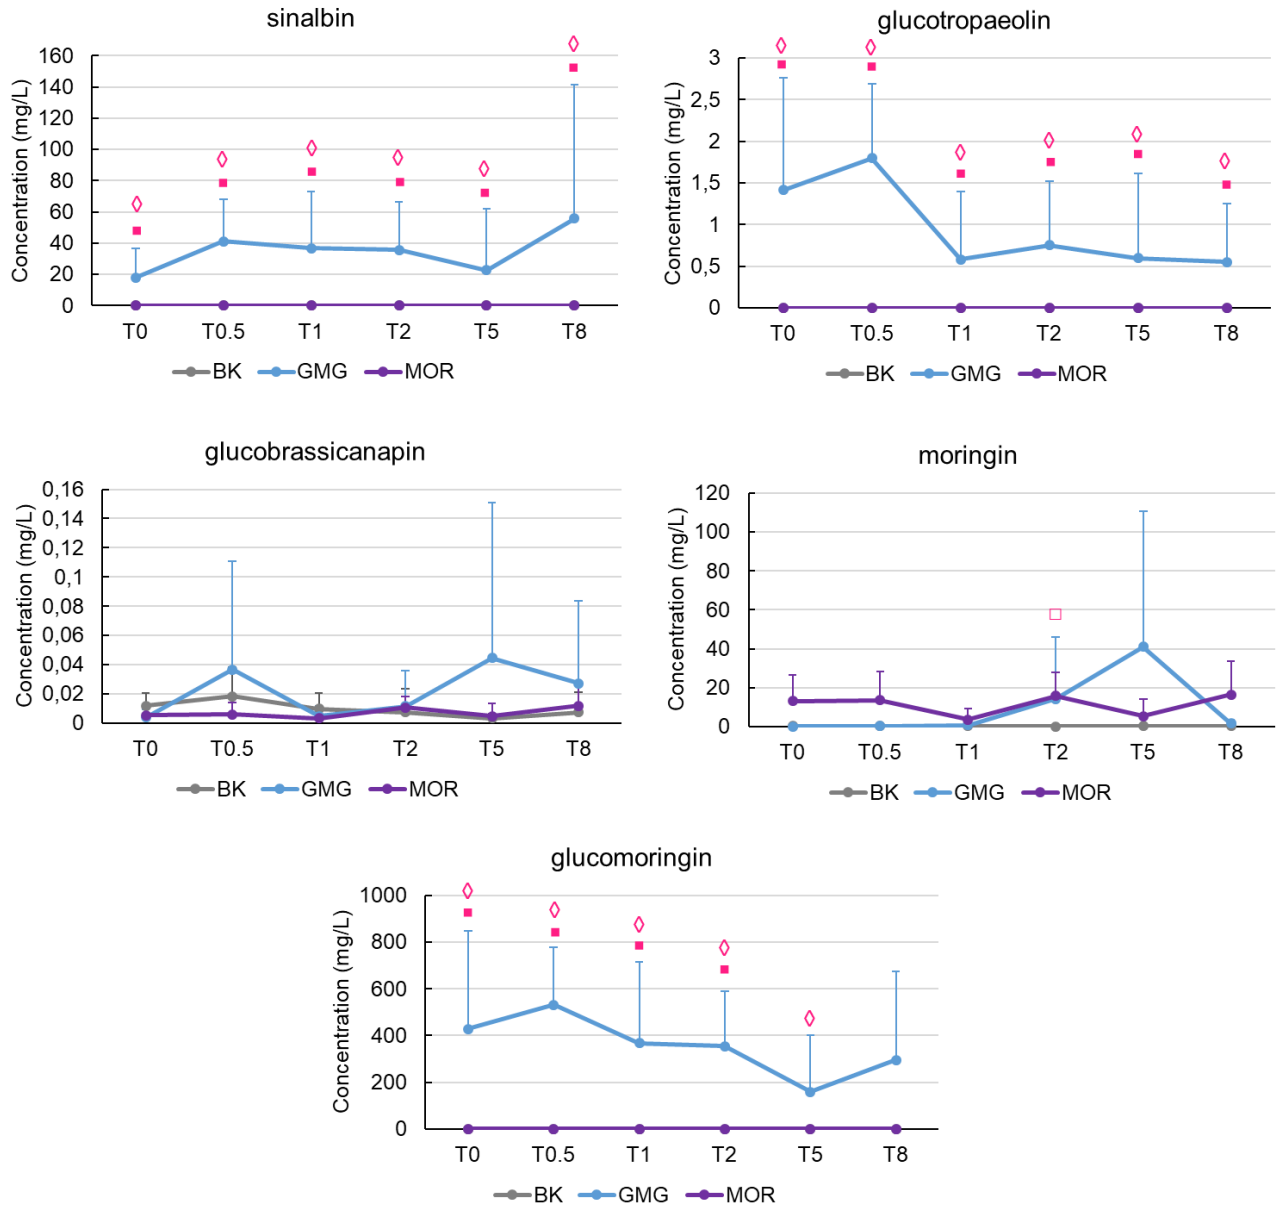 sinalbin
Concentration (mg/L)
160
140
120
100
80
60
40
20
0
T0 T0.5 T1 T2 T5 T8
BK GMG MOR
glucotropaeolin
Concentration (mg/L)
3
2,5
2
1,5
1
0,5
0
T0 T0.5 T1 T2 T5 T8
BK GMG MOR
glucobrassicanapin
Concentration (mg/L)
0,16
0,14
0,12
0,1
0,08
0,06
0,04
0,02
0
T0 T0.5 T1 T2 T5 T8
BK GMG MOR
moringin
Concentration (mg/L)
120
100
80
60
40
20
0
T0 T0.5 T1 T2 T5 T8
BK GMG MOR
glucomoringin
Concentration (mg/L)
1000
800
600
400
200
0
T0 T0.5 T1 T2 T5 T8
BK GMG MOR